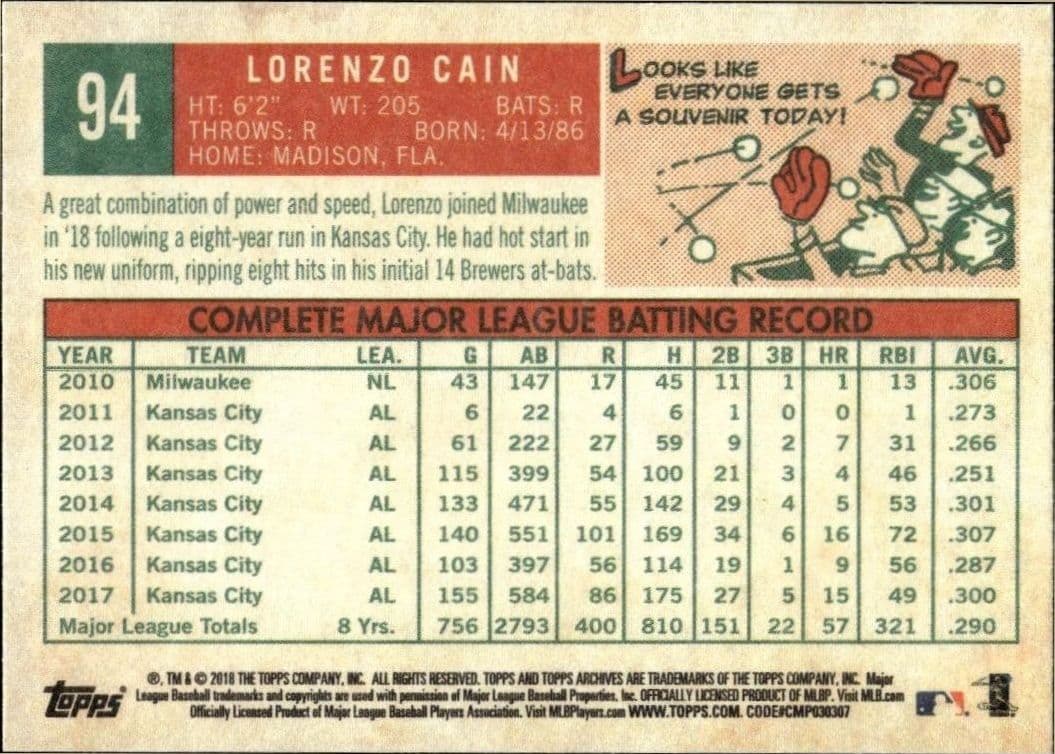 94
LORENZO CAIN
HT: 6'2" WT: 205 BATS: R
THROWS: R BORN: 4/13/86
HOME: MADISON, FLA.
LOOKS LIKE
EVERYONE GETS
A SOUVENIR TODAY!
A great combination of power and speed, Lorenzo joined Milwaukee
in '18 following a eight-year run in Kansas City. He had hot start in
his new uniform, ripping eight hits in his initial 14 Brewers at-bats.
COMPLETE MAJOR LEAGUE BATTING RECORD
YEAR TEAM LEA. G AB R H 2B 3B HR RBI AVG.
2010 Milwaukee NL 43 147 17 45 11 1 1 13 .306
2011 Kansas City AL 6 22 4 6 1 0 0 1 .273
2012 Kansas City AL 61 222 27 59 9 2 7 31 .266
2013 Kansas City AL 115 399 54 100 21 3 4 46 .251
2014 Kansas City AL 133 471 55 142 29 4 5 53 .301
2015 Kansas City AL 140 551 101 169 34 6 16 72 .307
2016 Kansas City AL 103 397 56 114 19 1 9 56 .287
2017 Kansas City AL 155 584 86 175 27 5 15 49 .300
Major League Totals 8 Yrs. 756 2793 400 810 151 22 57 321 .290
Topps
®, TM & © 2018 THE TOPPS COMPANY, INC. ALL RIGHTS RESERVED. TOPPS AND TOPPS ARCHIVES ARE TRADEMARKS OF THE TOPPS COMPANY, INC. Major
League Baseball trademarks and copyrights are used with permission of Major League Baseball Properties, Inc. OFFICIALLY LICENSED PRODUCT OF MLBP. Visit MLB.com
Officially Licensed Product of Major League Baseball Players Association. Visit MLBPlayers.com WWW.TOPPS.COM. CODE#CMP030307